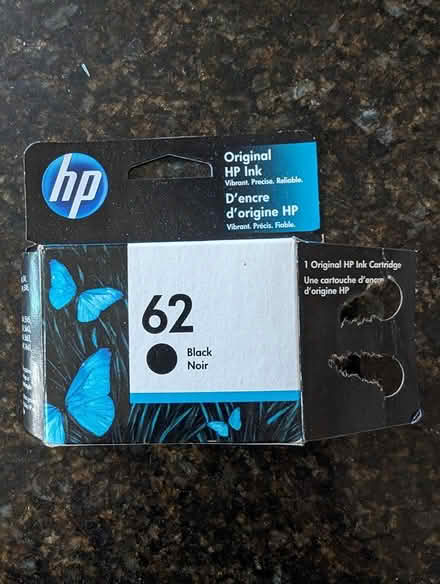 hp
Original
HP Ink
Vibrant. Precise. Reliable.
D'encre
d'origine HP
Vibrant. Précis. Fiable.
62
Black
Noir
1 Original HP Ink Cartridge
Une cartouche d'encre
d'origine HP